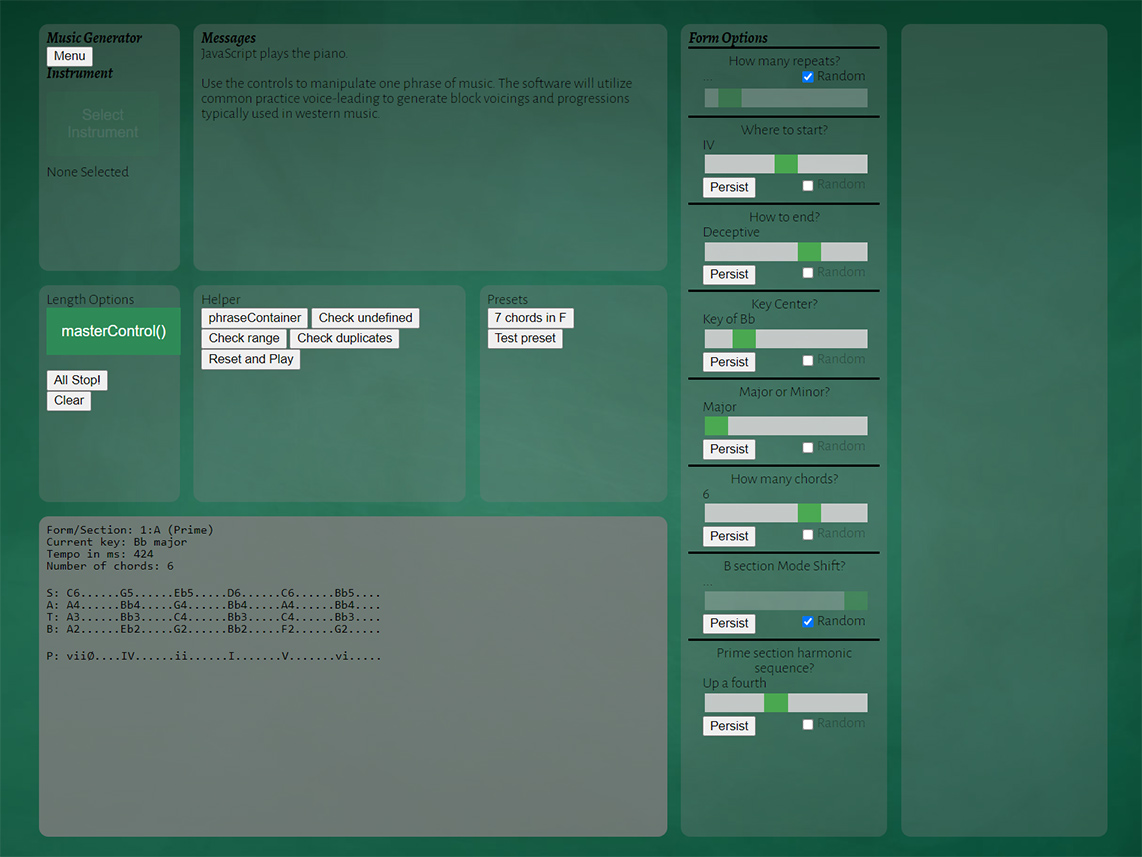 Music Generator
Menu
Instrument
Select
Instrument
None Selected
Messages
JavaScript plays the piano.
Use the controls to manipulate one phrase of music. The software will utilize
common practice voice-leading to generate block voicings and progressions
typically used in western music.
Length Options
masterControl()
All Stop!
Clear
Helper
phraseContainer Check undefined
Check range Check duplicates
Reset and Play
Presets
7 chords in F
Test preset
Form/Section: 1:A (Prime)
Current key: Bb major
Tempo in ms: 424
Number of chords: 6
S: C6......G5......Eb5.....D6......C6......Bb5....
A: A4......Bb4.....G4......Bb4.....A4......Bb4....
T: A3......Bb3.....C4......Bb3.....C4......Bb3....
B: A2......Eb2.....G2......Bb2.....F2......G2.....
P: viiØ....IV......ii......I.......V.......vi.....
Form Options
How many repeats?
... Random
Where to start?
IV
Persist Random
How to end?
Deceptive
Persist Random
Key Center?
Key of Bb
Persist Random
Major or Minor?
Major
Persist Random
How many chords?
6
Persist Random
B section Mode Shift?
...
Persist Random
Prime section harmonic
sequence?
Up a fourth
Persist Random